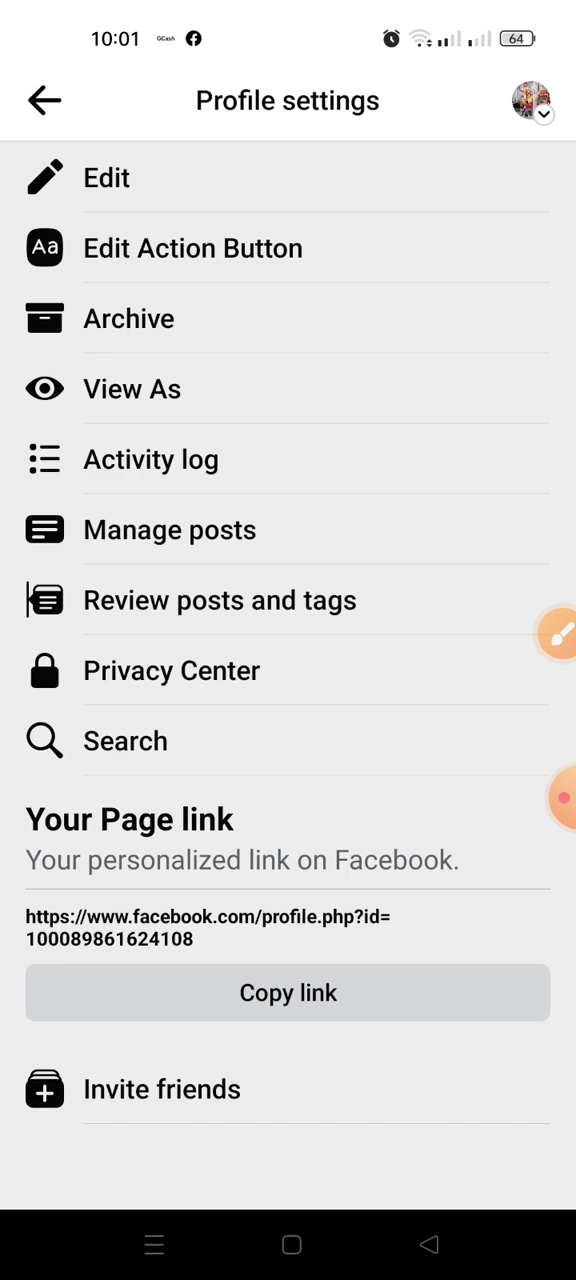 10:01 GCash 64
Profile settings
Edit
Aa Edit Action Button
Archive
View As
Activity log
Manage posts
Review posts and tags
Privacy Center
Search
Your Page link
Your personalized link on Facebook.
https://www.facebook.com/profile.php?id=
100089861624108
Copy link
Invite friends